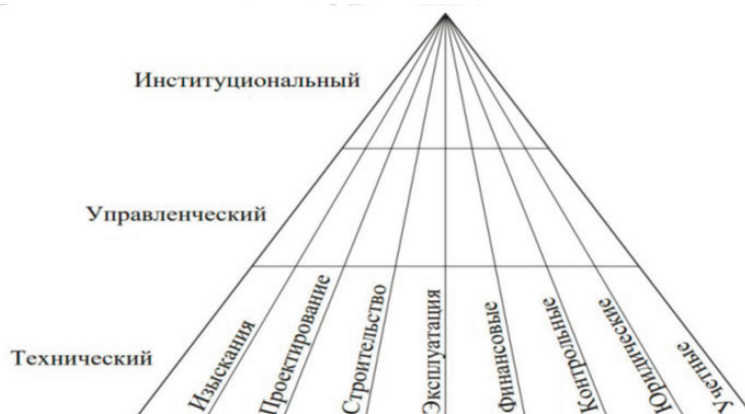 Институциональный
Управленческий
Технический
Изыскания
Проектирование
Строительство
Эксплуатация
Финансовые
Контрольные
Юридические
Учетные